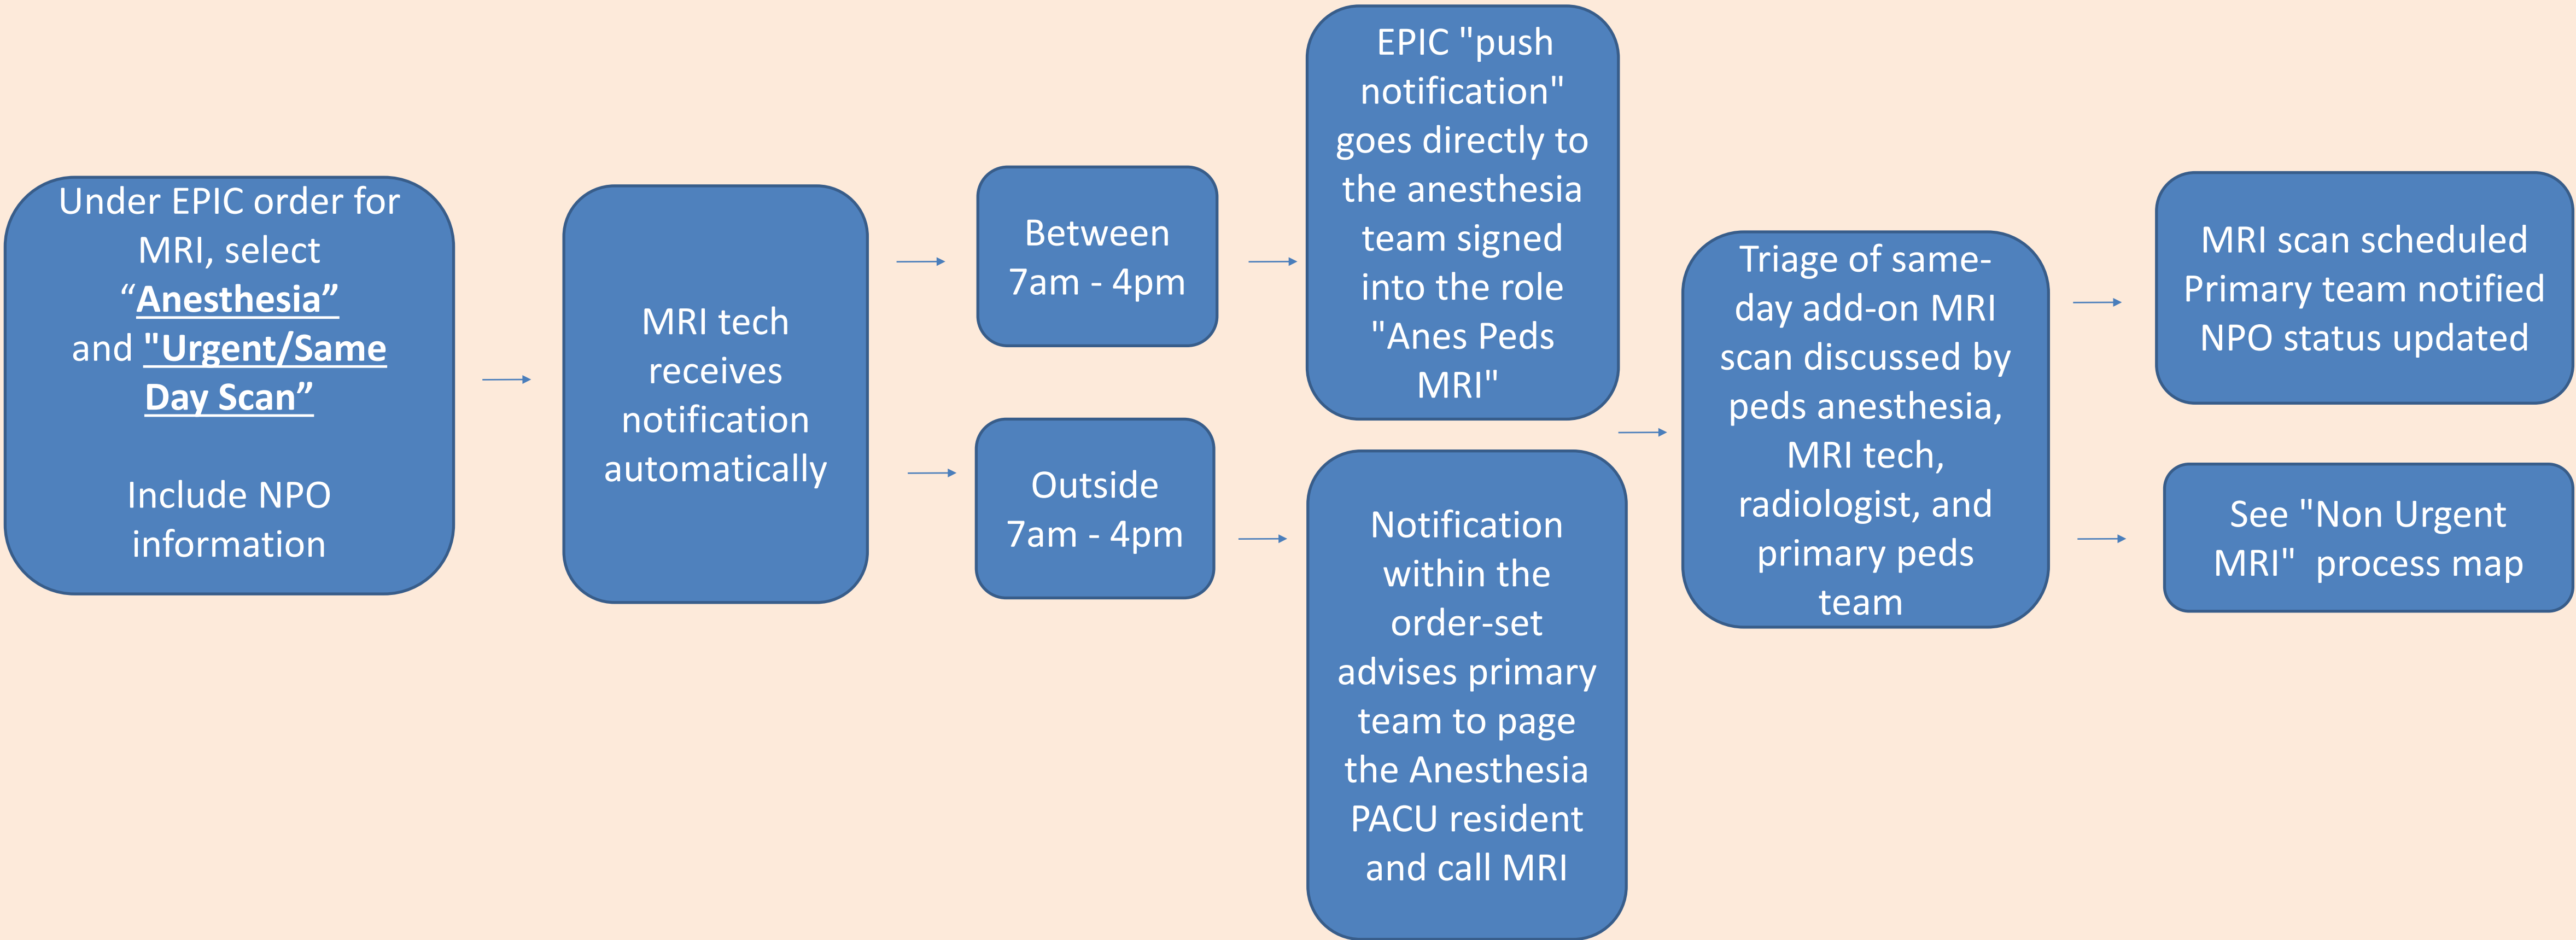 Under EPIC order for
MRI, select
“Anesthesia”
and "Urgent/Same
Day Scan”
Include NPO
information
MRI tech
receives
notification
automatically
Between
7am - 4pm
Outside
7am - 4pm
EPIC "push
notification"
goes directly to
the anesthesia
team signed
into the role
"Anes Peds
MRI"
Notification
within the
order-set
advises primary
team to page
the Anesthesia
PACU resident
and call MRI
Triage of same-
day add-on MRI
scan discussed by
peds anesthesia,
MRI tech,
radiologist, and
primary peds
team
MRI scan scheduled
Primary team notified
NPO status updated
See "Non Urgent
MRI"  process map